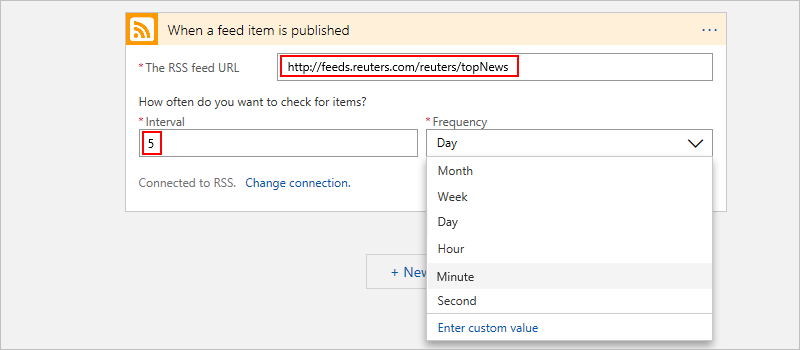 When a feed item is published
...
* The RSS feed URL
http://feeds.reuters.com/reuters/topNews
How often do you want to check for items?
* Interval
* Frequency
5
Day
Connected to RSS. Change connection.
Month
Week
Day
Hour
Minute
Second
Enter custom value
+ New